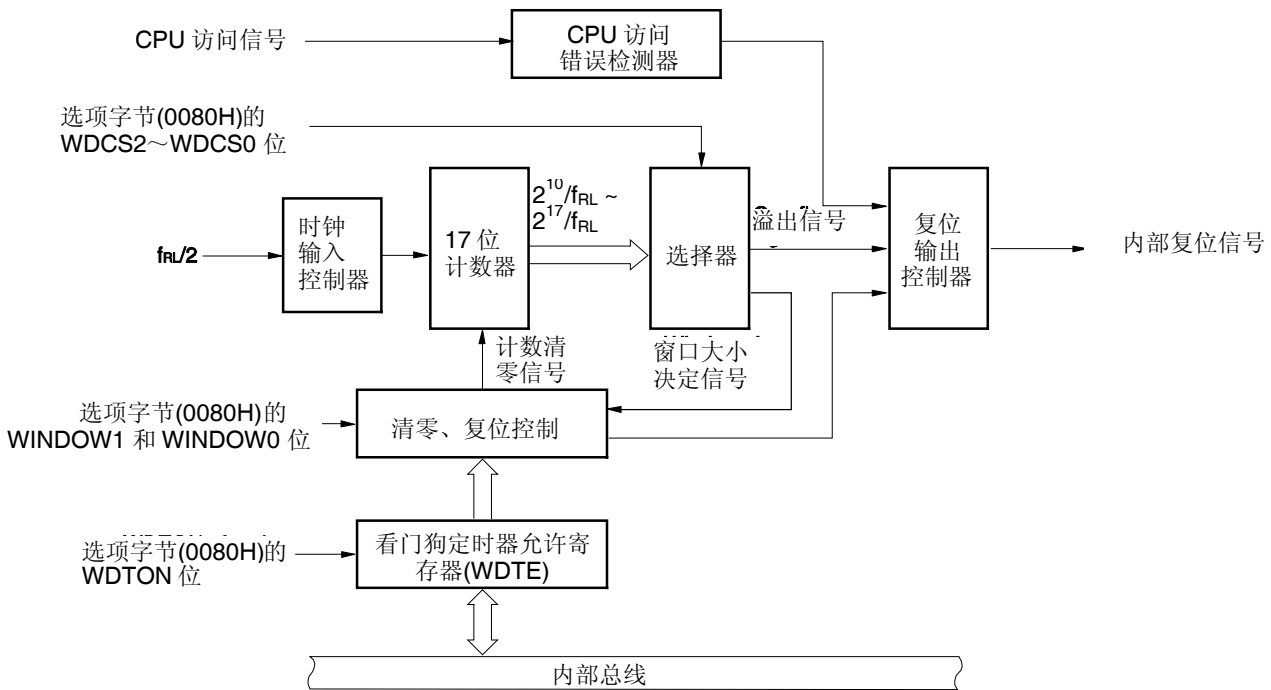 CPU 访问信号
CPU 访问
错误检测器
选项字节(0080H)的
WDCS2～WDCS0 位
2^10/fRL ~
2^17/fRL
溢出信号
fRL/2
时钟
输入
控制器
17 位
计数器
选择器
复位
输出
控制器
内部复位信号
计数清
零信号
窗口大小
决定信号
选项字节(0080H)的
WINDOW1 和 WINDOW0 位
清零、复位控制
选项字节(0080H)的
WDTON 位
看门狗定时器允许寄
存器(WDTE)
内部总线